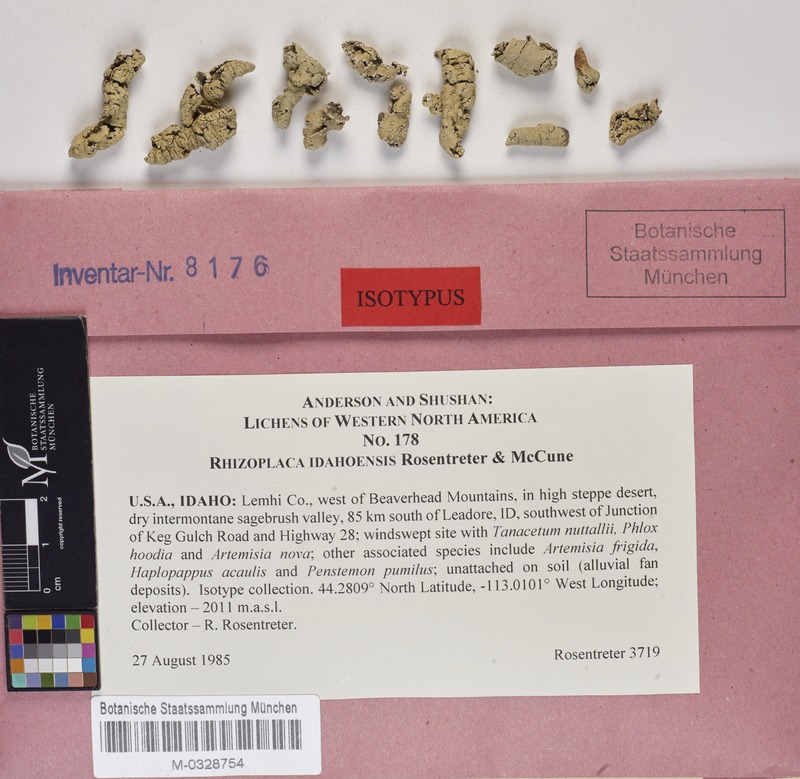 Inventar-Nr. 8176
ISOTYPUS
Botanische
Staatssammlung
München
BOTANISCHE
STAATSSAMMLUNG
MÜNCHEN
copyright reserved
0 1 2
cm
ANDERSON AND SHUSHAN:
LICHENS OF WESTERN NORTH AMERICA
NO. 178
RHIZOPLACA IDAHOENSIS Rosentreter & McCune
U.S.A., IDAHO: Lemhi Co., west of Beaverhead Mountains, in high steppe desert,
dry intermontane sagebrush valley, 85 km south of Leadore, ID, southwest of Junction
of Keg Gulch Road and Highway 28; windswept site with Tanacetum nuttallii, Phlox
hoodia and Artemisia nova; other associated species include Artemisia frigida,
Haplopappus acaulis and Penstemon pumilus; unattached on soil (alluvial fan
deposits). Isotype collection. 44.2809° North Latitude, -113.0101° West Longitude;
elevation – 2011 m.a.s.l.
Collector – R. Rosentreter.
27 August 1985
Rosentreter 3719
Botanische Staatssammlung München
M-0328754